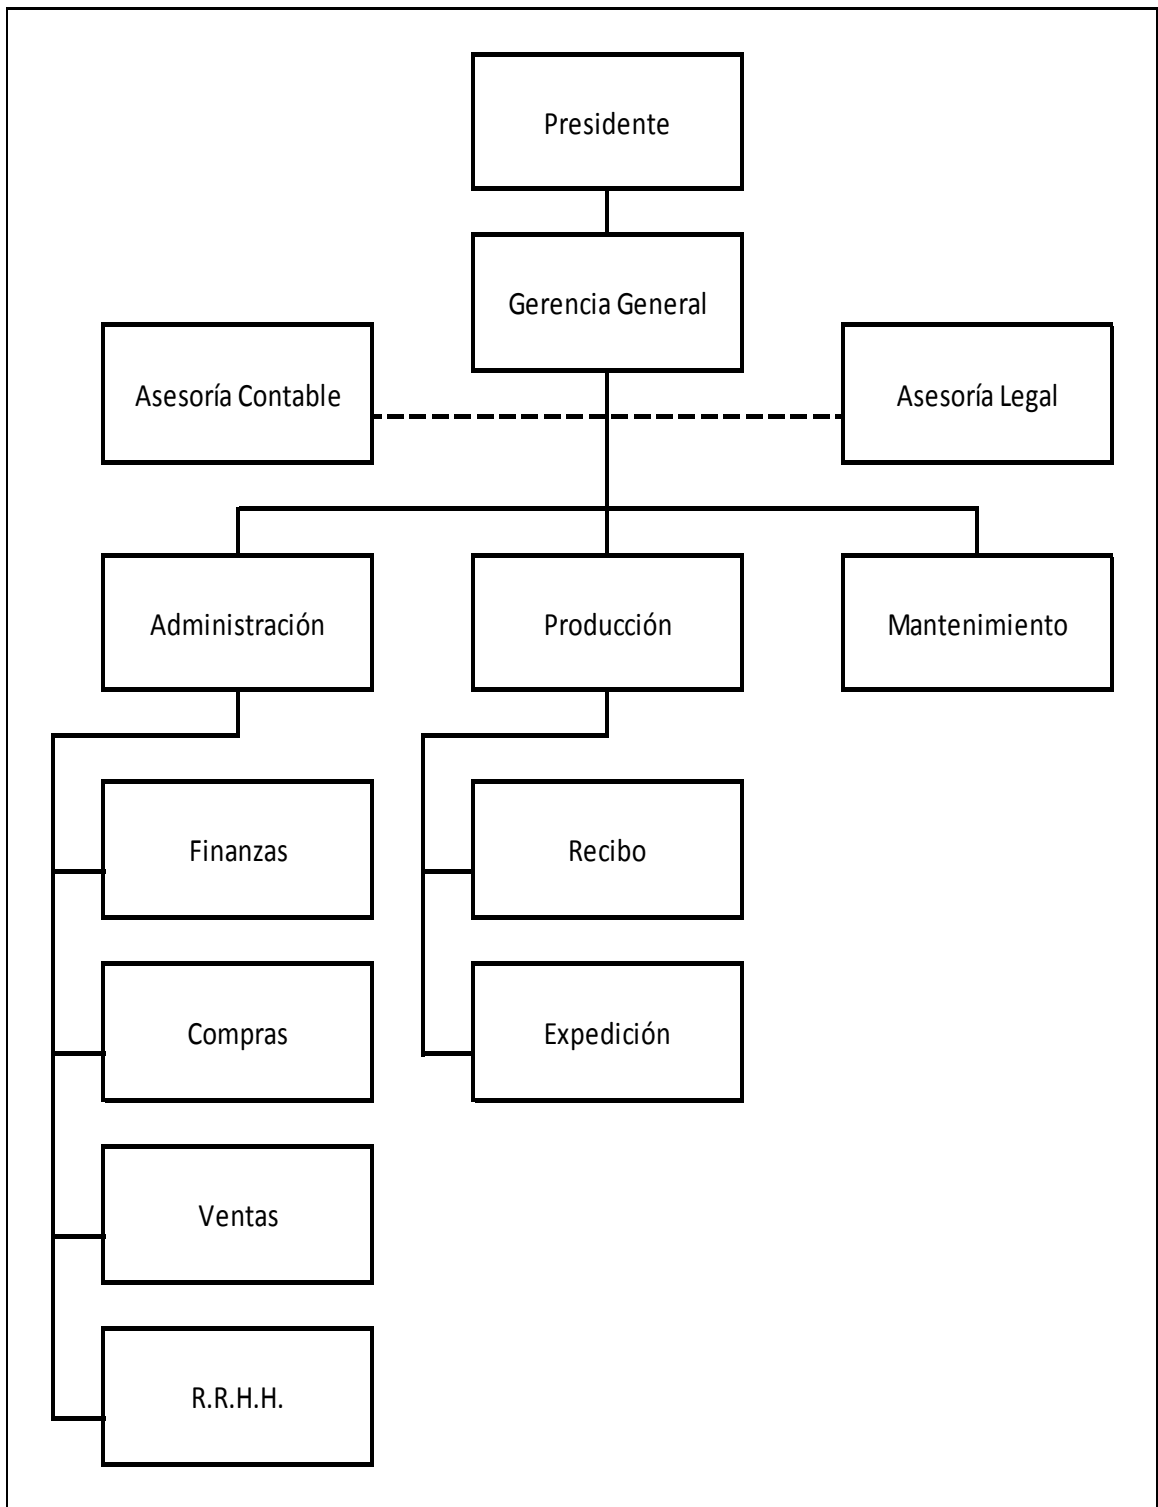 Presidente
Gerencia General
Asesoría Contable
Asesoría Legal
Administración
Producción
Mantenimiento
Finanzas
Recibo
Compras
Expedición
Ventas
R.R.H.H.